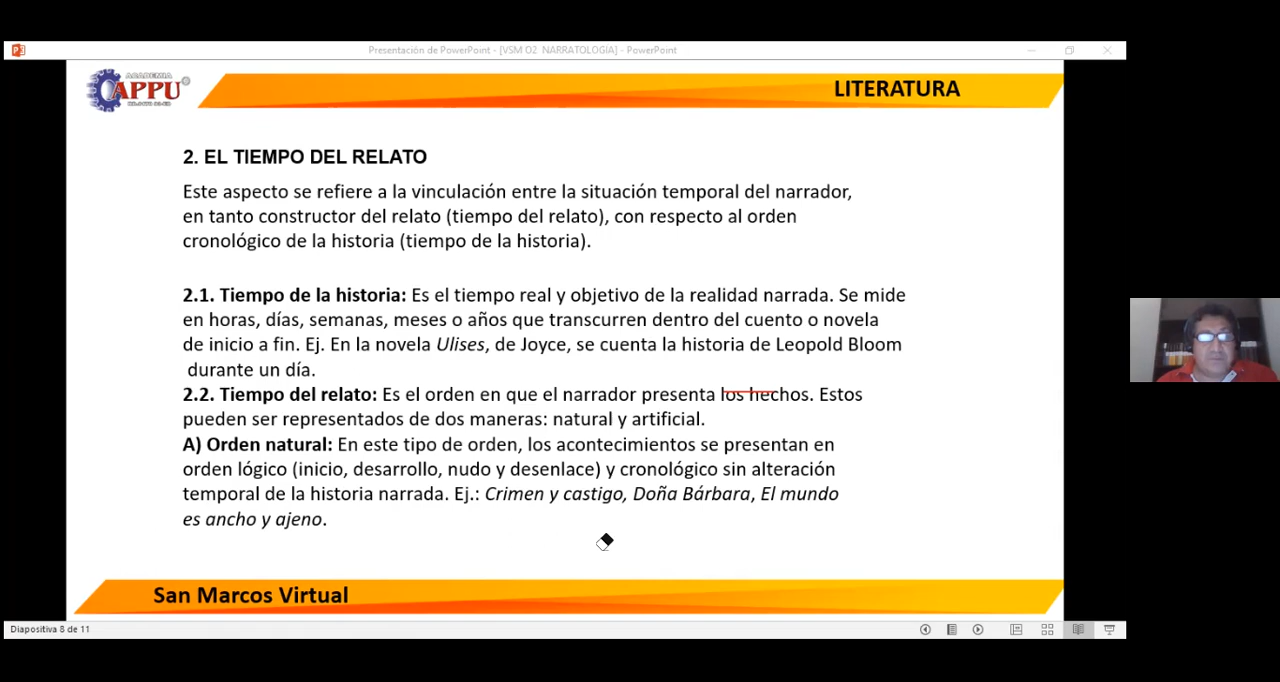 Presentación de PowerPoint - [VSM O2 NARRATOLOGIA] - PowerPoint
ACADEMIA
APPU
LITERATURA
2. EL TIEMPO DEL RELATO
Este aspecto se refiere a la vinculación entre la situación temporal del narrador,
en tanto constructor del relato (tiempo del relato), con respecto al orden
cronológico de la historia (tiempo de la historia).
2.1. Tiempo de la historia: Es el tiempo real y objetivo de la realidad narrada. Se mide
en horas, días, semanas, meses o años que transcurren dentro del cuento o novela
de inicio a fin. Ej. En la novela Ulises, de Joyce, se cuenta la historia de Leopold Bloom
durante un día.
2.2. Tiempo del relato: Es el orden en que el narrador presenta los hechos. Estos
pueden ser representados de dos maneras: natural y artificial.
A) Orden natural: En este tipo de orden, los acontecimientos se presentan en
orden lógico (inicio, desarrollo, nudo y desenlace) y cronológico sin alteración
temporal de la historia narrada. Ej.: Crimen y castigo, Doña Bárbara, El mundo
es ancho y ajeno.
San Marcos Virtual
Diapositiva 8 de 11